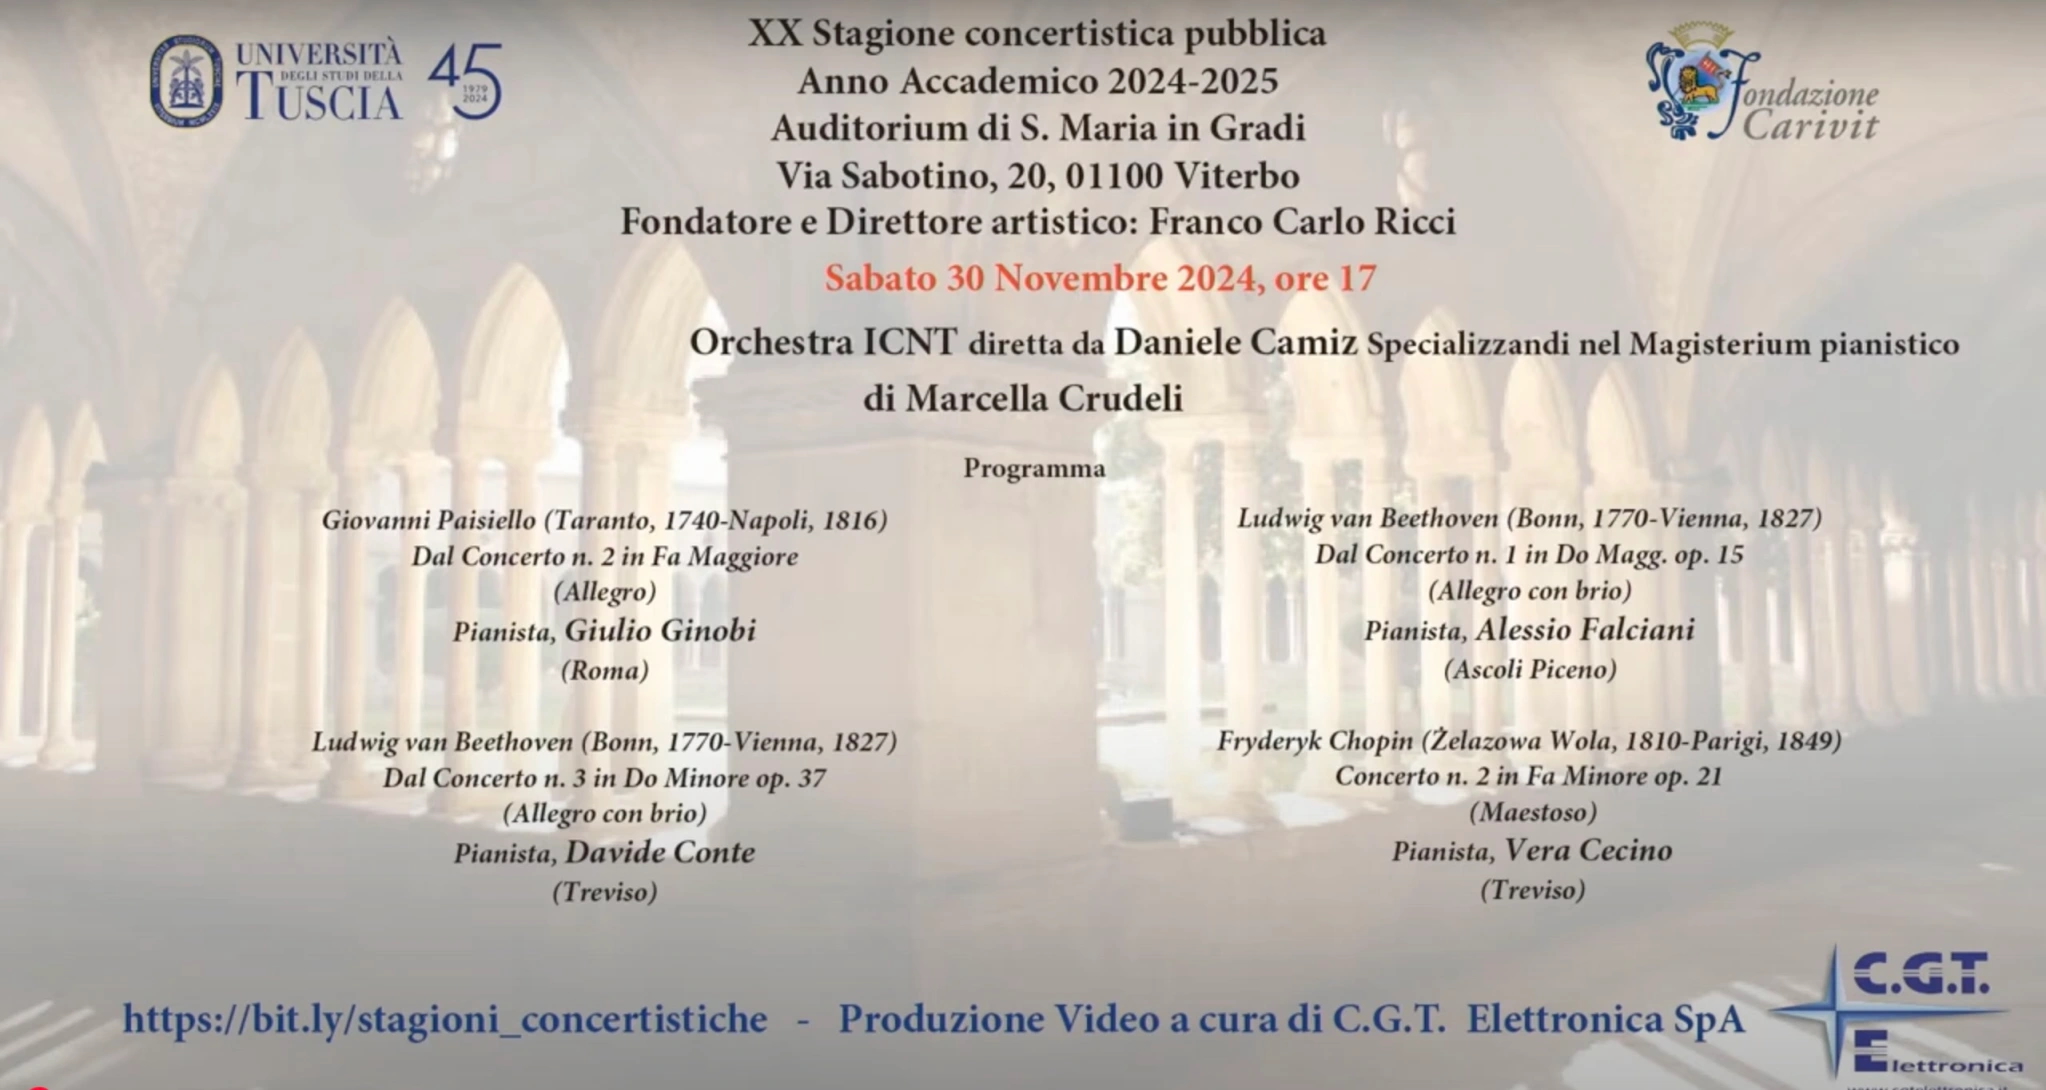 UNIVERSITÀ
DEGLI STUDI DELLA
TUSCIA
45
1979
2024
XX Stagione concertistica pubblica
Anno Accademico 2024-2025
Auditorium di S. Maria in Gradi
Via Sabotino, 20, 01100 Viterbo
Fondatore e Direttore artistico: Franco Carlo Ricci
Fondazione
Carivit
Sabato 30 Novembre 2024, ore 17
Orchestra ICNT diretta da Daniele Camiz Specializzandi nel Magisterium pianistico
di Marcella Crudeli
Programma
Giovanni Paisiello (Taranto, 1740-Napoli, 1816)
Dal Concerto n. 2 in Fa Maggiore
(Allegro)
Pianista, Giulio Ginobi
(Roma)
Ludwig van Beethoven (Bonn, 1770-Vienna, 1827)
Dal Concerto n. 1 in Do Magg. op. 15
(Allegro con brio)
Pianista, Alessio Falciani
(Ascoli Piceno)
Ludwig van Beethoven (Bonn, 1770-Vienna, 1827)
Dal Concerto n. 3 in Do Minore op. 37
(Allegro con brio)
Pianista, Davide Conte
(Treviso)
Fryderyk Chopin (Żelazowa Wola, 1810-Parigi, 1849)
Concerto n. 2 in Fa Minore op. 21
(Maestoso)
Pianista, Vera Cecino
(Treviso)
https://bit.ly/stagioni_concertistiche - Produzione Video a cura di C.G.T. Elettronica SpA
C.G.T.
Elettronica